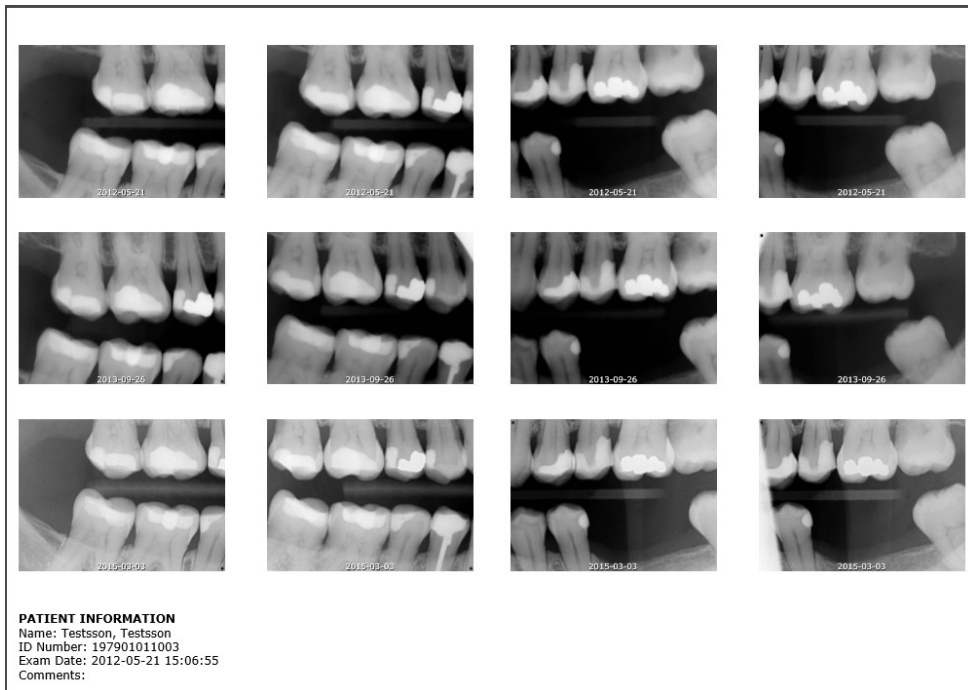 2012-05-21
2012-05-21
2012-05-21
2012-05-21
2013-09-26
2013-09-26
2013-09-26
2013-09-26
2015-03-03
2015-03-03
2015-03-03
2015-03-03
PATIENT INFORMATION
Name: Testsson, Testsson
ID Number: 197901011003
Exam Date: 2012-05-21 15:06:55
Comments: